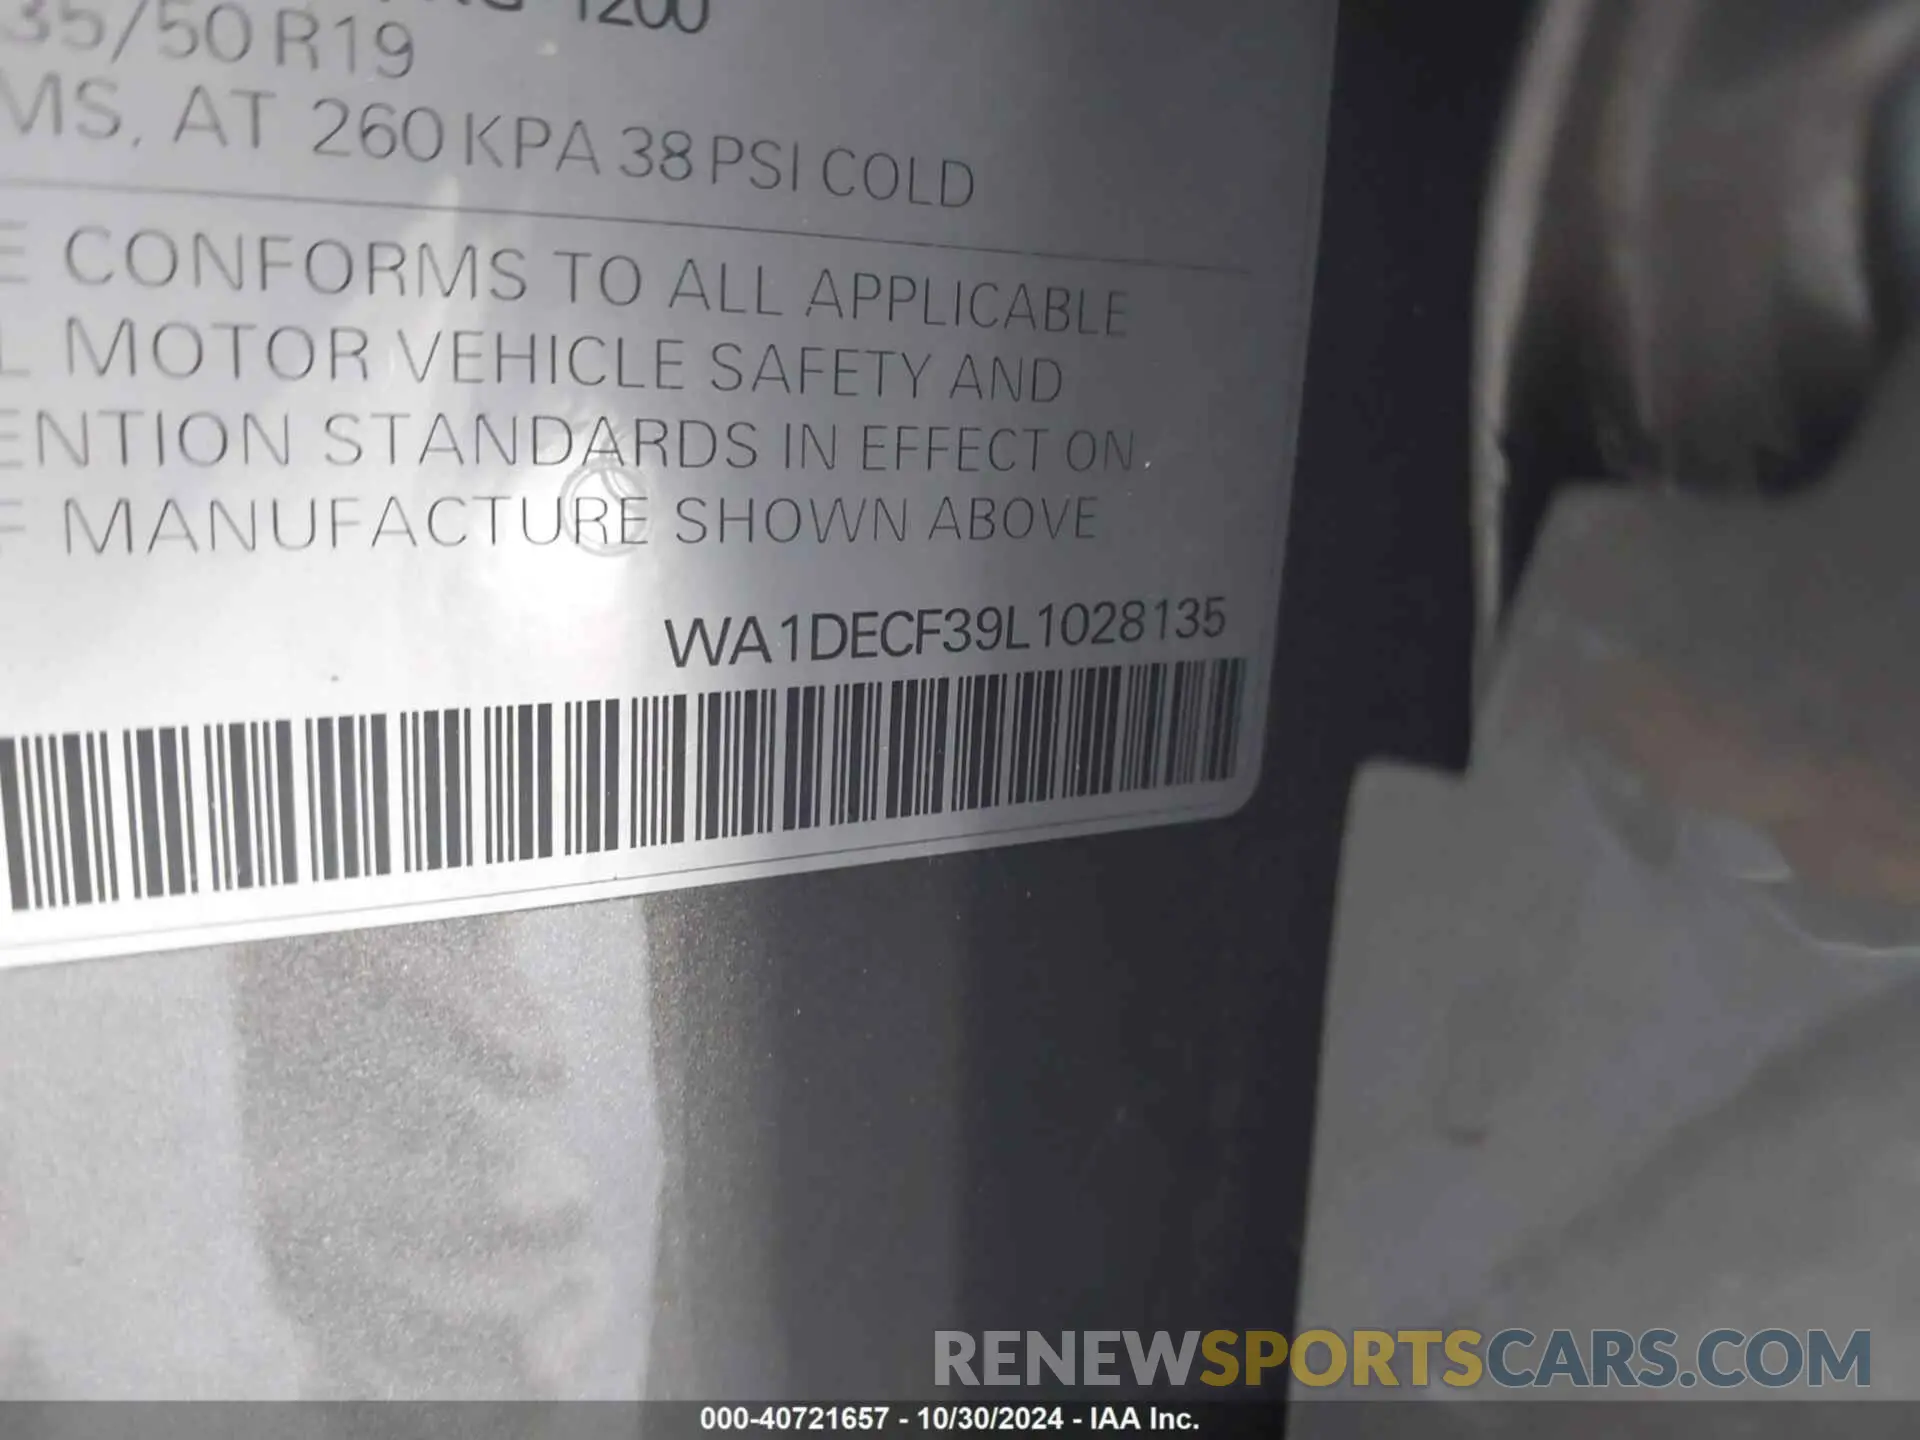 1200
35/50 R19
MS, AT 260 KPA 38 PSI COLD
E CONFORMS TO ALL APPLICABLE
L MOTOR VEHICLE SAFETY AND
ENTION STANDARDS IN EFFECT ON
F MANUFACTURE SHOWN ABOVE
WA1DECF39L1028135
RENEWSPORTSCARS.COM
000-40721657 - 10/30/2024 - IAA Inc.